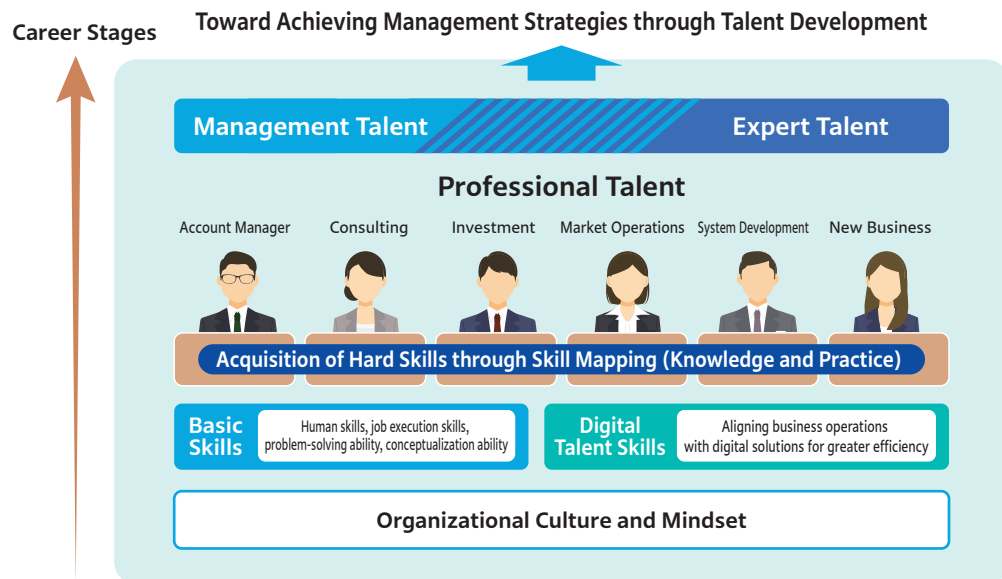 Toward Achieving Management Strategies through Talent Development
Career Stages
Management Talent
Expert Talent
Professional Talent
Account Manager
Consulting
Investment
Market Operations
System Development
New Business
Acquisition of Hard Skills through Skill Mapping (Knowledge and Practice)
Basic
Skills
Human skills, job execution skills,
problem-solving ability, conceptualization ability
Digital
Talent Skills
Aligning business operations
with digital solutions for greater efficiency
Organizational Culture and Mindset